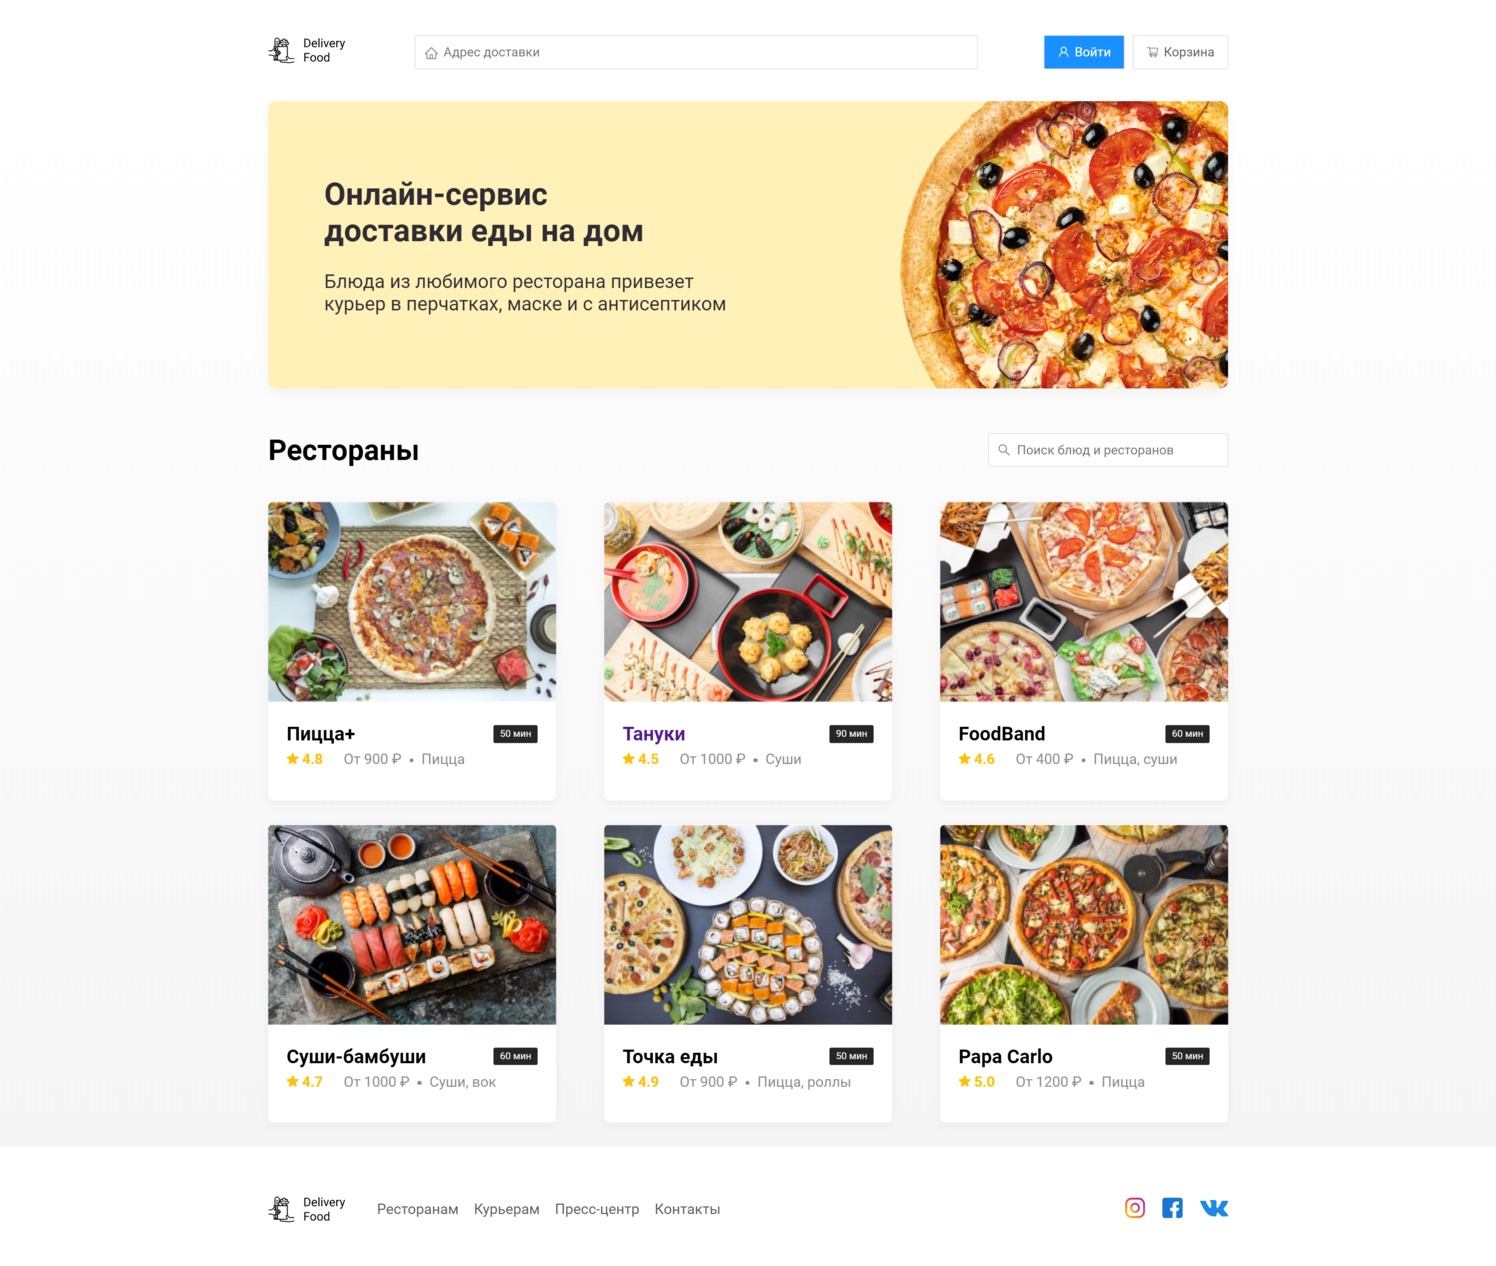 Delivery
Food
Адрес доставки
Войти
Корзина
Онлайн-сервис
доставки еды на дом
Блюда из любимого ресторана привезет
курьер в перчатках, маске и с антисептиком
Рестораны
Поиск блюд и ресторанов
Пицца+
50 мин
4.8 От 900 ₽ • Пицца
Тануки
90 мин
4.5 От 1000 ₽ • Суши
FoodBand
60 мин
4.6 От 400 ₽ • Пицца, суши
Суши-бамбуши
60 мин
4.7 От 1000 ₽ • Суши, вок
Точка еды
50 мин
4.9 От 900 ₽ • Пицца, роллы
Papa Carlo
50 мин
5.0 От 1200 ₽ • Пицца
Delivery
Food
Ресторанам Курьерам Пресс-центр Контакты